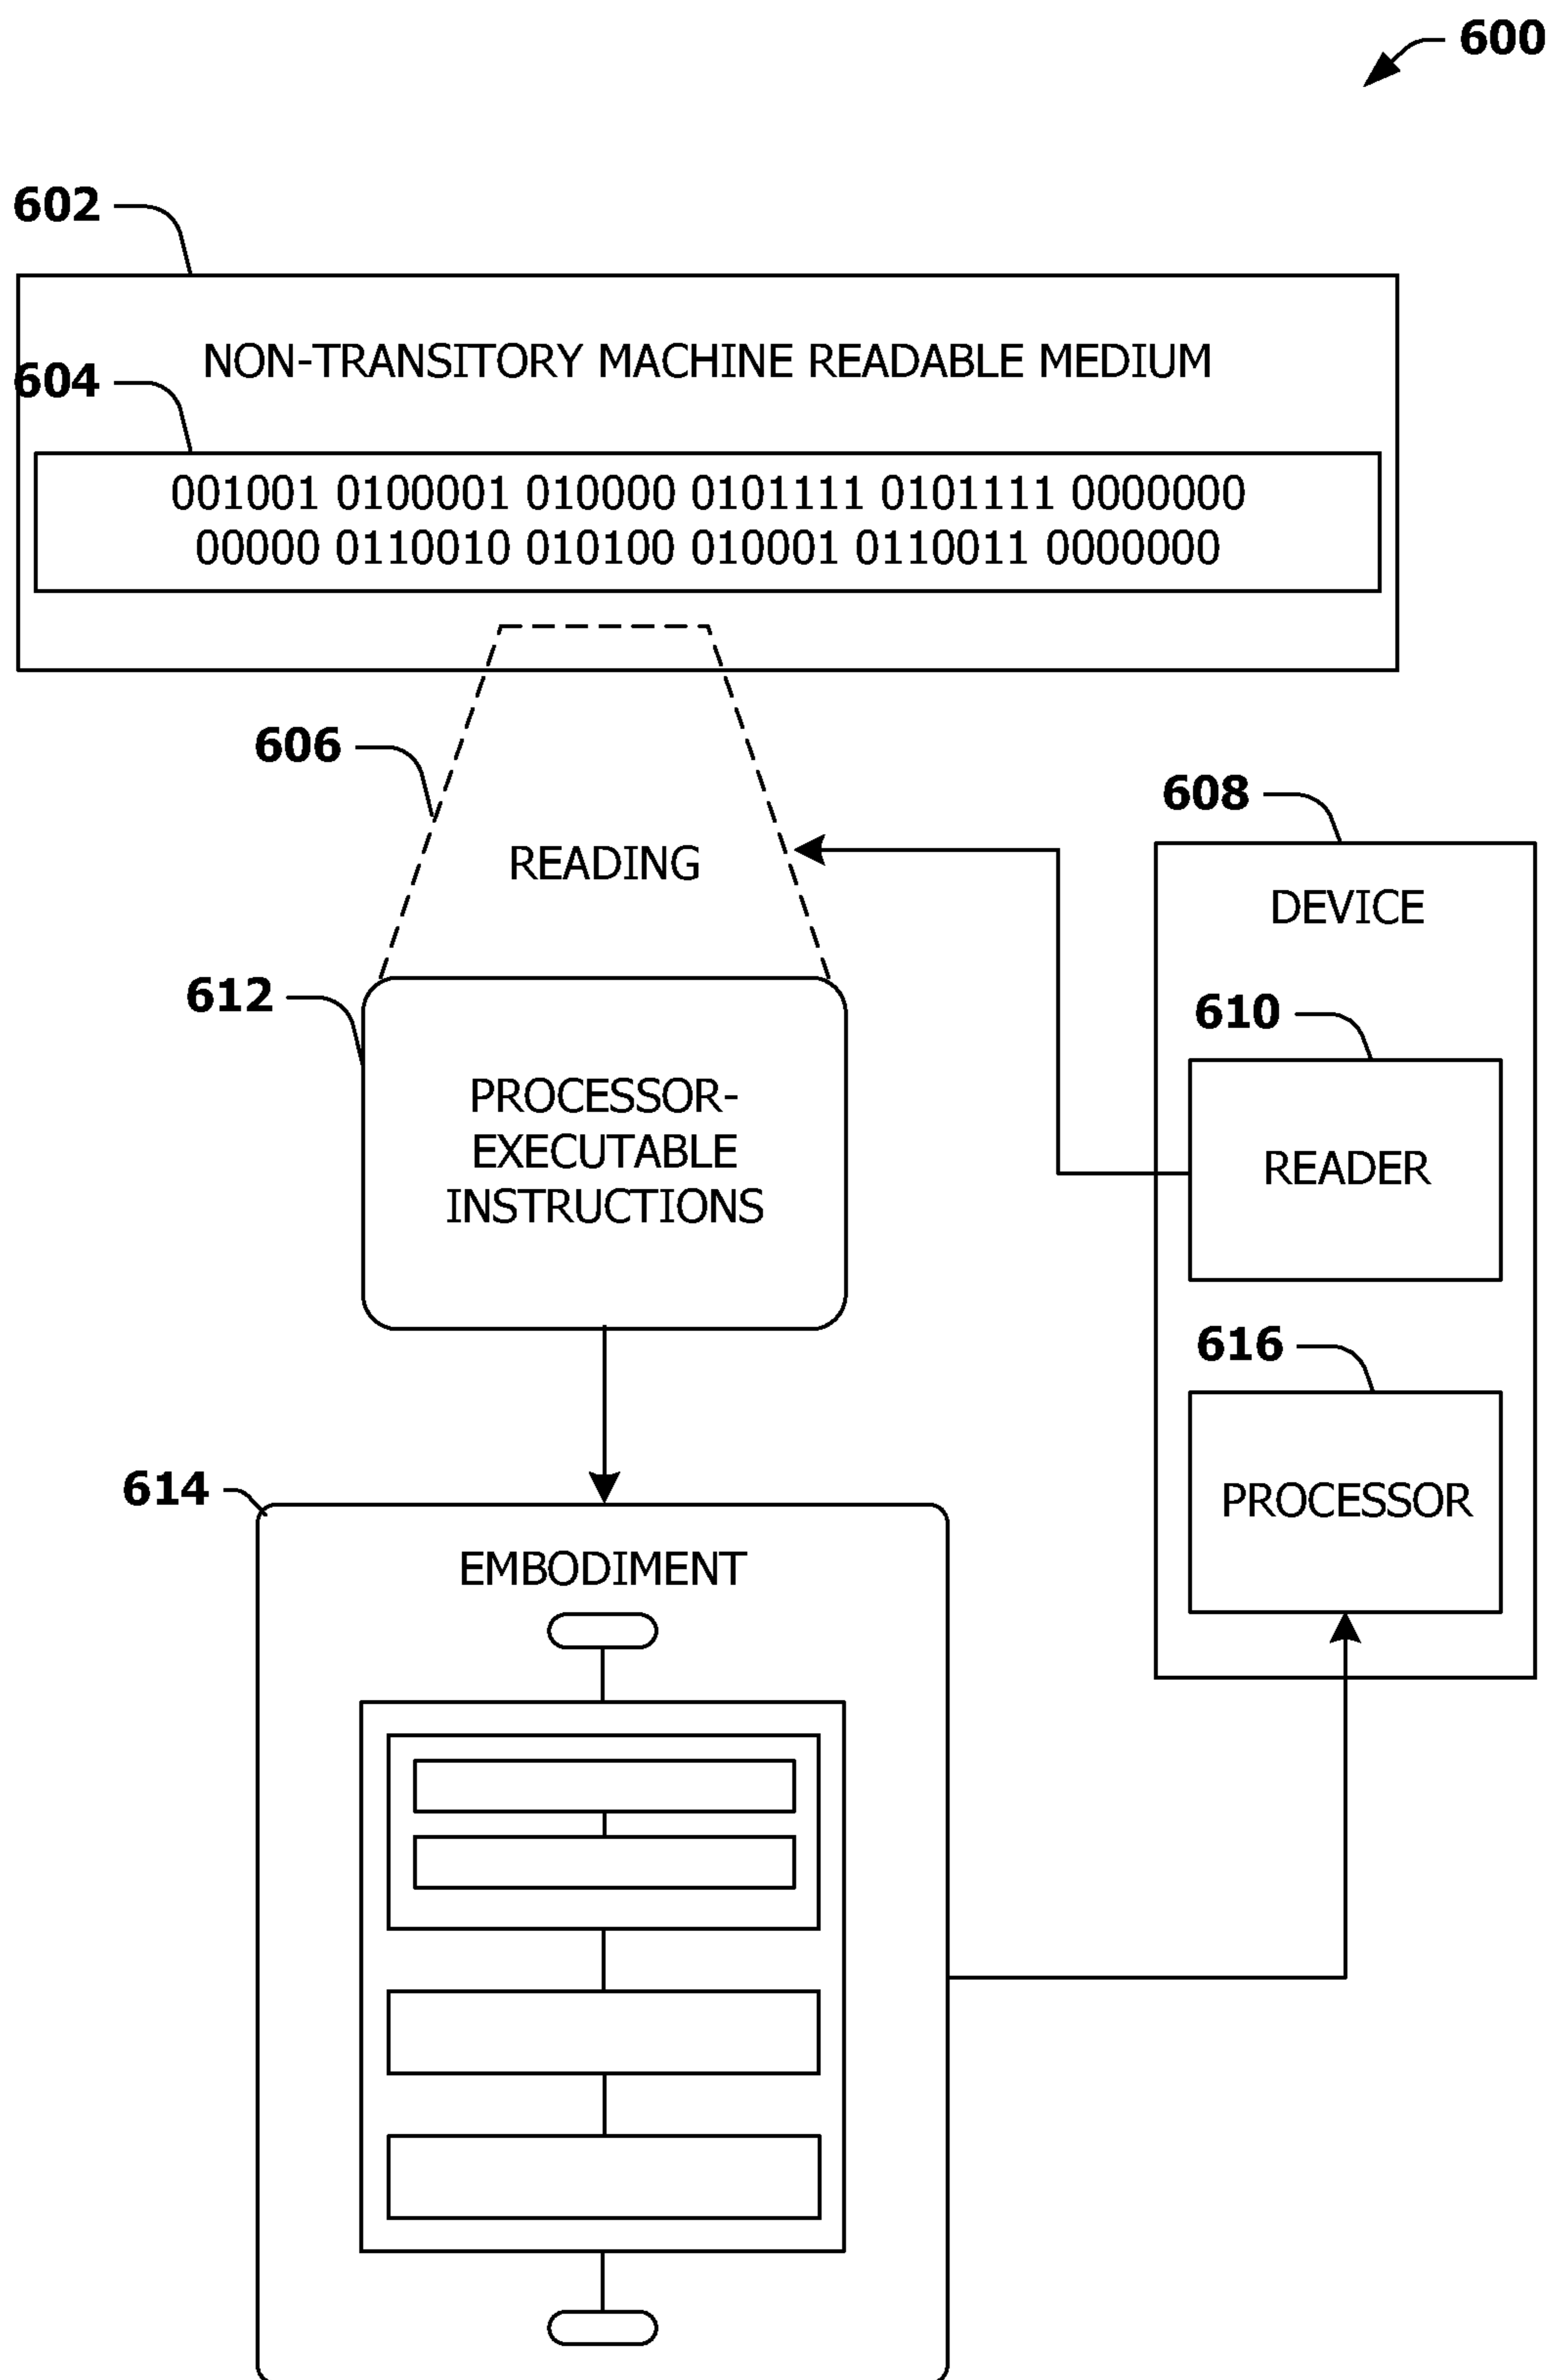 600
602
NON-TRANSITORY MACHINE READABLE MEDIUM
604
001001 0100001 010000 0101111 0101111 0000000
00000 0110010 010100 010001 0110011 0000000
606
READING
608
DEVICE
610
READER
612
PROCESSOR-
EXECUTABLE
INSTRUCTIONS
616
PROCESSOR
614
EMBODIMENT